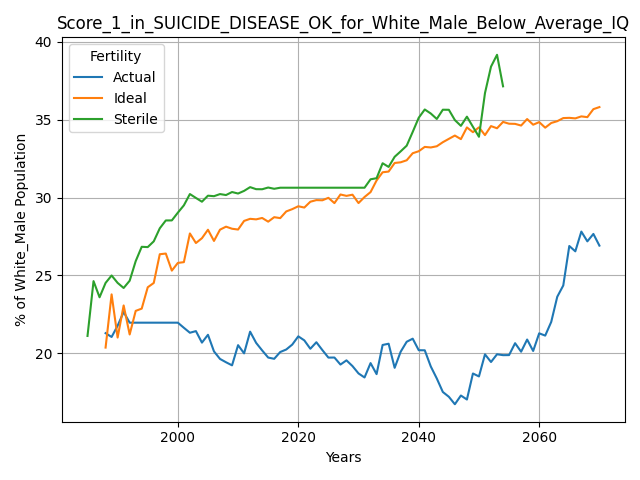 Score_1_in_SUICIDE_DISEASE_OK_for_White_Male_Below_Average_IQ
Fertility
Actual
Ideal
Sterile
% of White_Male Population
40
35
30
25
20
2000
2020
2040
2060
Years